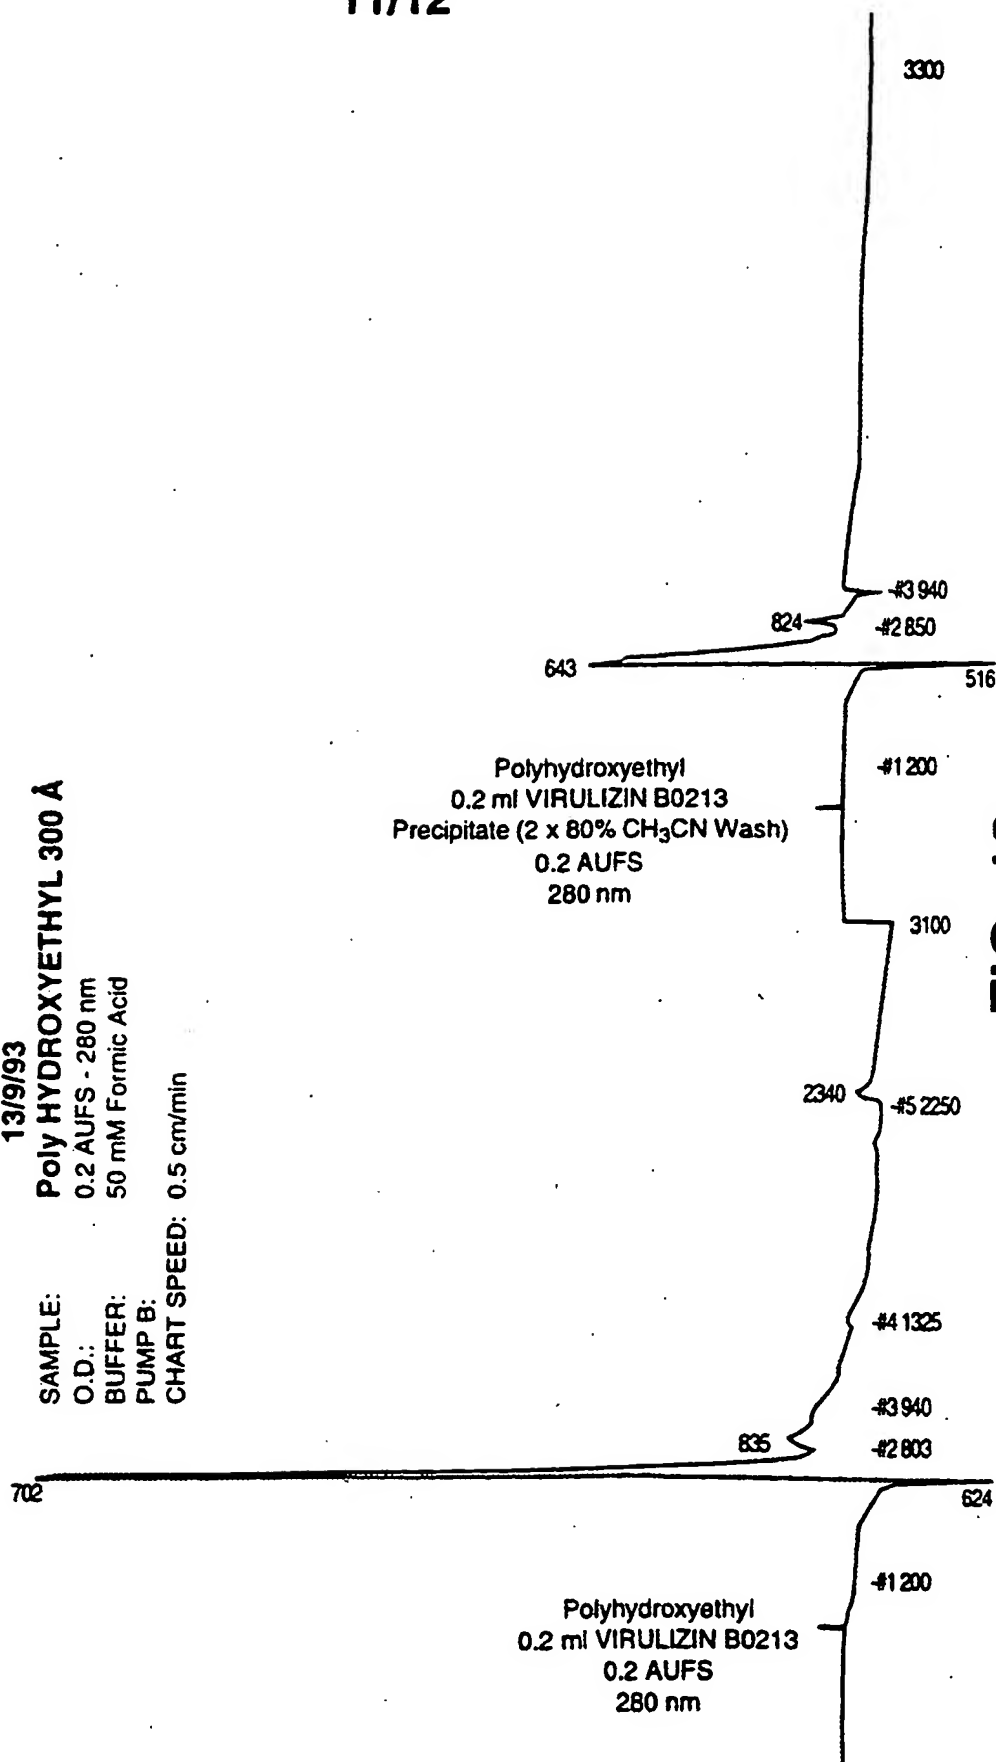 11/12
3300
-#3 940
824
-#2 850
643
516
Polyhydroxyethyl
0.2 ml VIRULIZIN B0213
Precipitate (2 x 80% CH₃CN Wash)
0.2 AUFS
280 nm
-#1 200
3100
2340
-#5 2250
-#4 1325
-#3 940
835
-#2 803
702
624
-#1 200
Polyhydroxyethyl
0.2 ml VIRULIZIN B0213
0.2 AUFS
280 nm
13/9/93
SAMPLE: Poly HYDROXYETHYL 300 Å
O.D.: 0.2 AUFS - 280 nm
BUFFER: 50 mM Formic Acid
PUMP B:
CHART SPEED: 0.5 cm/min